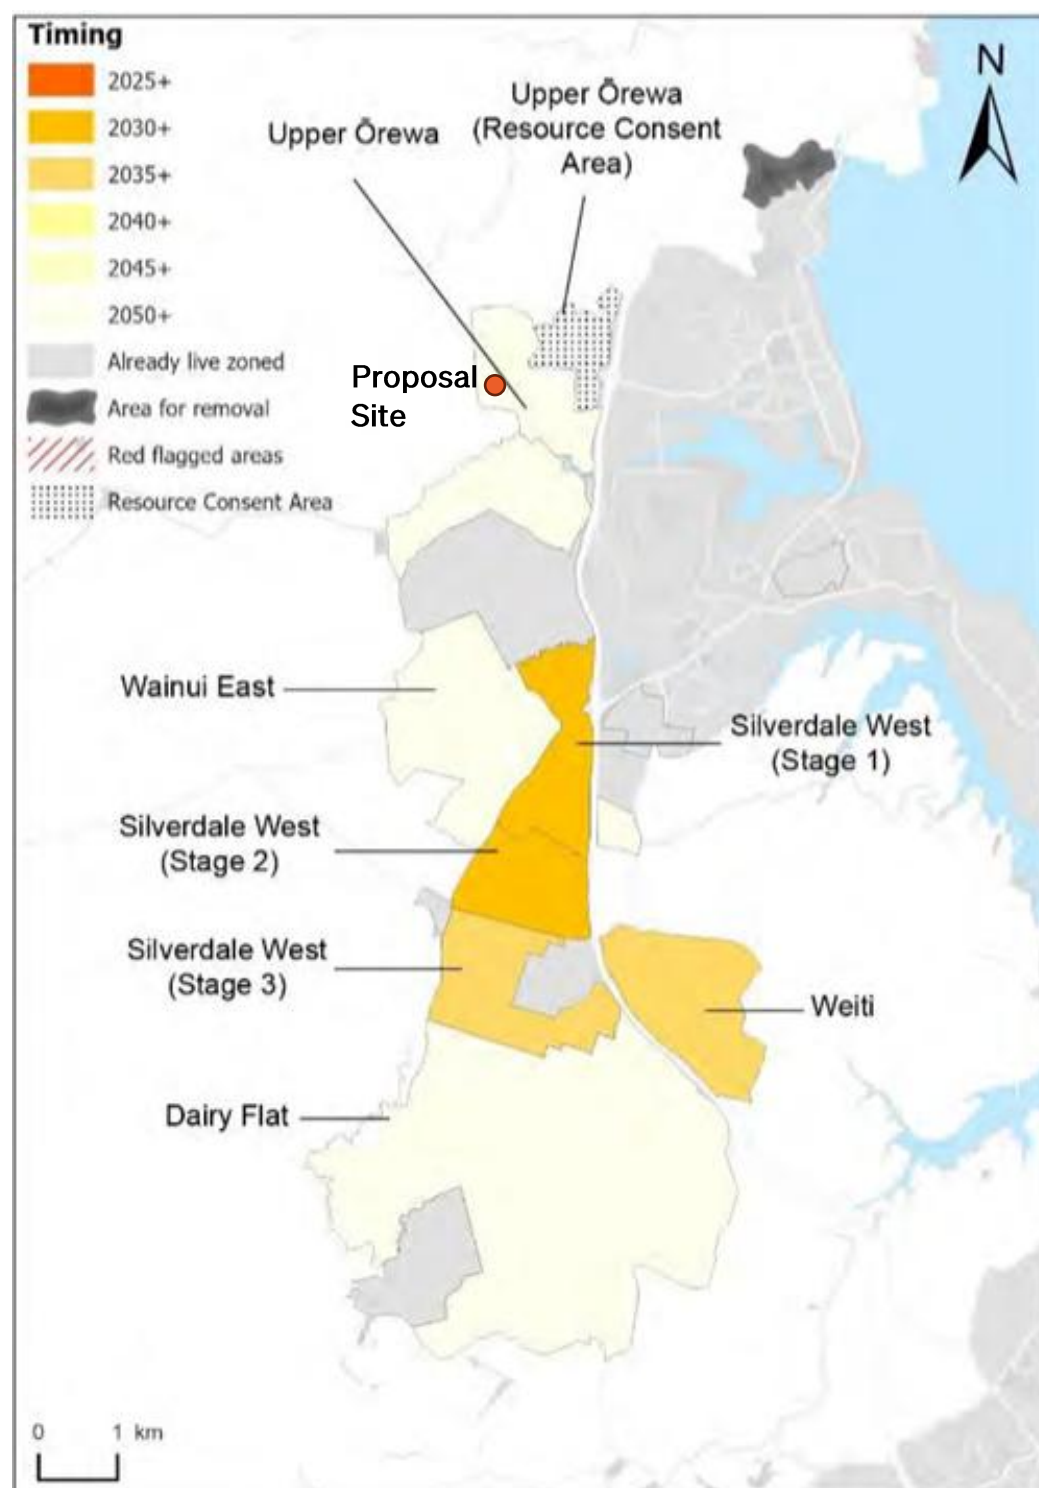 Timing
2025+
2030+
2035+
2040+
2045+
2050+
Already live zoned
Area for removal
Red flagged areas
Resource Consent Area
N
Upper Ōrewa
Upper Ōrewa
(Resource Consent
Area)
Proposal
Site
Wainui East
Silverdale West
(Stage 1)
Silverdale West
(Stage 2)
Silverdale West
(Stage 3)
Weiti
Dairy Flat
0 1 km